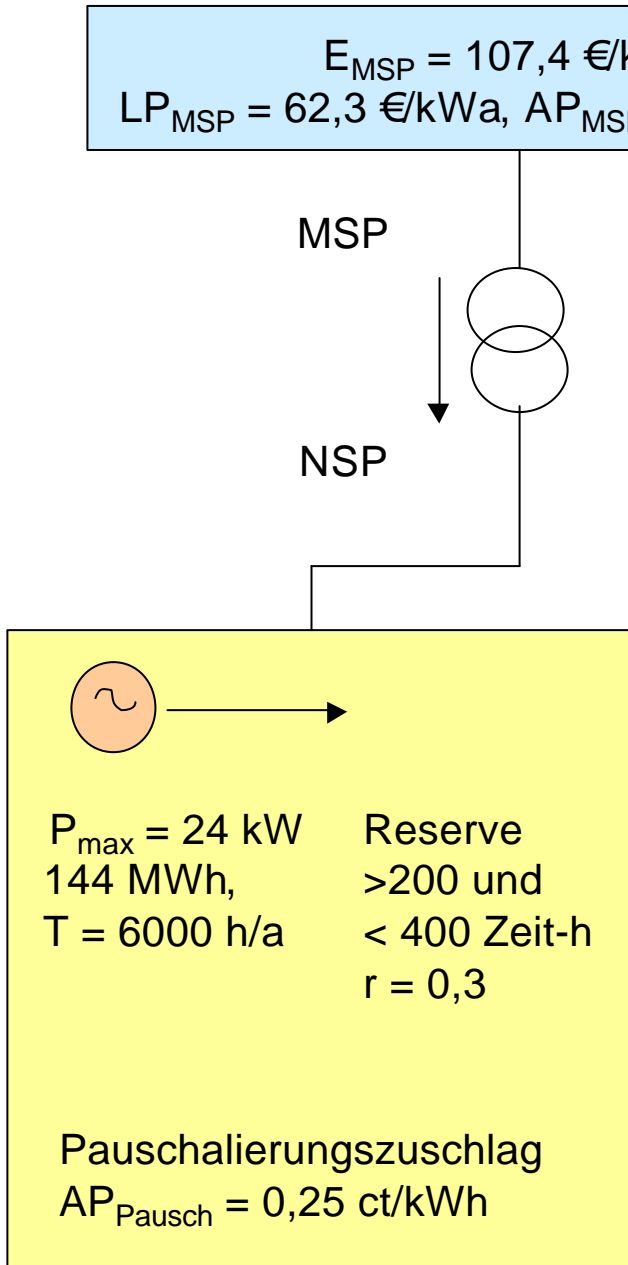 E_MSP = 107,4 €/k
LP_MSP = 62,3 €/kWa, AP_MSP
MSP
NSP
P_max = 24 kW
144 MWh,
T = 6000 h/a
Reserve
>200 und
< 400 Zeit-h
r = 0,3
Pauschalierungszuschlag
AP_Pausch = 0,25 ct/kWh